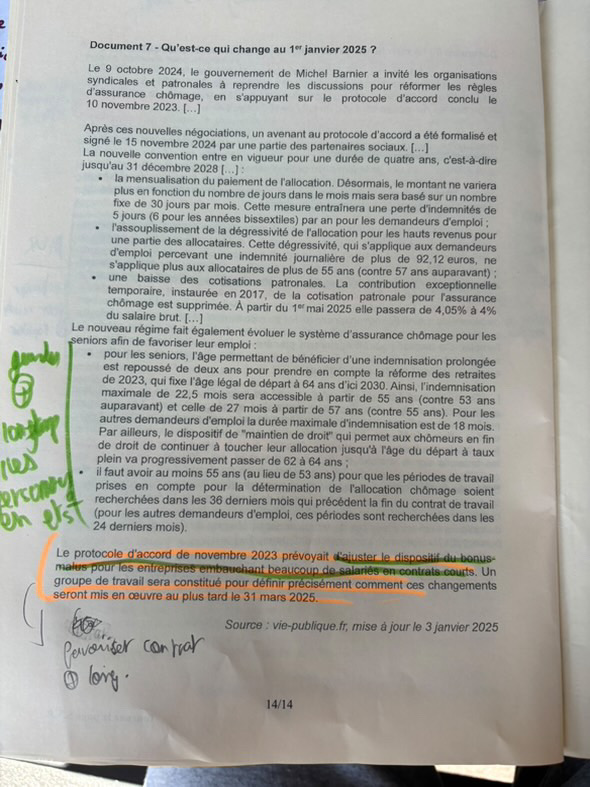 Document 7 - Qu'est-ce qui change au 1er janvier 2025 ?
Le 9 octobre 2024, le gouvernement de Michel Barnier a invité les organisations
syndicales et patronales à reprendre les discussions pour réformer les règles
d'assurance chômage, en s'appuyant sur le protocole d'accord conclu le
10 novembre 2023. [...]
Après ces nouvelles négociations, un avenant au protocole d'accord a été formalisé et
signé le 15 novembre 2024 par une partie des partenaires sociaux. [...]
La nouvelle convention entre en vigueur pour une durée de quatre ans, c'est-à-dire
jusqu'au 31 décembre 2028 [...] :
• la mensualisation du paiement de l'allocation. Désormais, le montant ne variera
plus en fonction du nombre de jours dans le mois mais sera basé sur un nombre
fixe de 30 jours par mois. Cette mesure entraînera une perte d'indemnités de
5 jours (6 pour les années bissextiles) par an pour les demandeurs d'emploi ;
• l'assouplissement de la dégressivité de l'allocation pour les hauts revenus pour
une partie des allocataires. Cette dégressivité, qui s'applique aux demandeurs
d'emploi percevant une indemnité journalière de plus de 92,12 euros, ne
s'applique plus aux allocataires de plus de 55 ans (contre 57 ans auparavant) ;
• une baisse des cotisations patronales. La contribution exceptionnelle
temporaire, instaurée en 2017, de la cotisation patronale pour l'assurance
chômage est supprimée. À partir du 1er mai 2025 elle passera de 4,05% à 4%
du salaire brut. [...]
Le nouveau régime fait également évoluer le système d'assurance chômage pour les
seniors afin de favoriser leur emploi :
• pour les seniors, l'âge permettant de bénéficier d'une indemnisation prolongée
est repoussé de deux ans pour prendre en compte la réforme des retraites
de 2023, qui fixe l'âge légal de départ à 64 ans d'ici 2030. Ainsi, l'indemnisation
maximale de 22,5 mois sera accessible à partir de 55 ans (contre 53 ans
auparavant) et celle de 27 mois à partir de 57 ans (contre 55 ans). Pour les
autres demandeurs d'emploi la durée maximale d'indemnisation est de 18 mois.
Par ailleurs, le dispositif de "maintien de droit" qui permet aux chômeurs en fin
de droit de continuer à toucher leur allocation jusqu'à l'âge du départ à taux
plein va progressivement passer de 62 à 64 ans ;
• il faut avoir au moins 55 ans (au lieu de 53 ans) pour que les périodes de travail
prises en compte pour la détermination de l'allocation chômage soient
recherchées dans les 36 derniers mois qui précèdent la fin du contrat de travail
(pour les autres demandeurs d'emploi, ces périodes sont recherchées dans les
24 derniers mois).
garder
+
longtemp
les
personnes
en
Le protocole d'accord de novembre 2023 prévoyait d'ajuster le dispositif du bonus-
malus pour les entreprises embauchant beaucoup de salariés en contrats courts. Un
groupe de travail sera constitué pour définir précisément comment ces changements
seront mis en œuvre au plus tard le 31 mars 2025.
Source : vie-publique.fr, mise à jour le 3 janvier 2025
favoriser contrat
+ long.
14/14